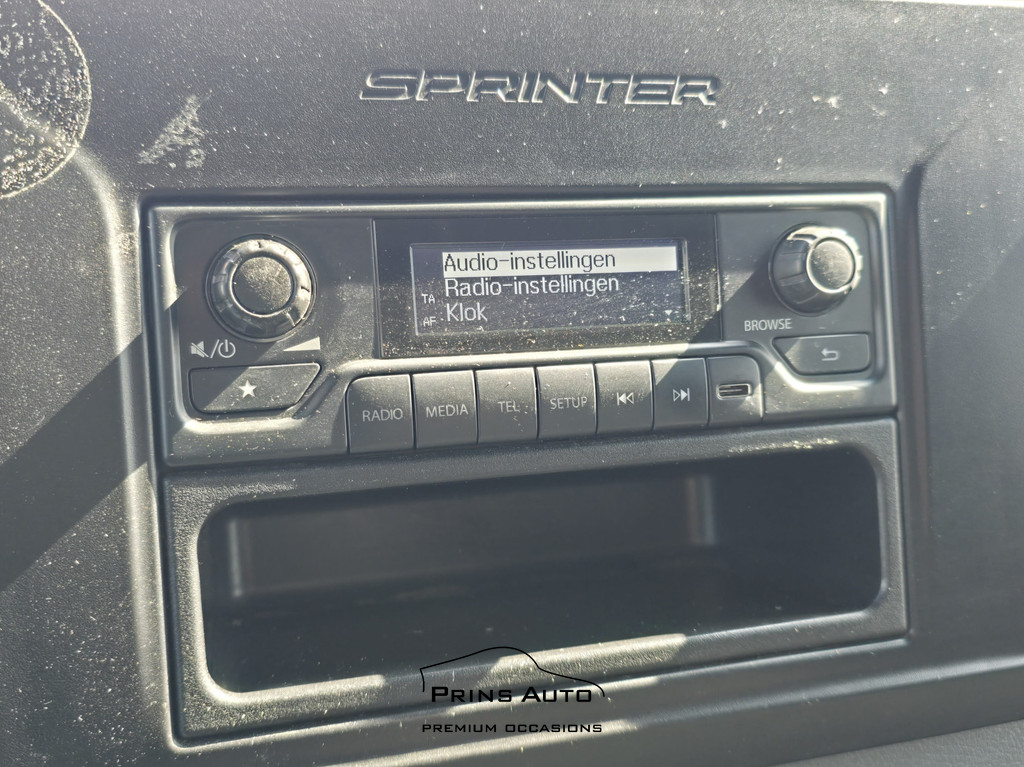 SPRINTER
Audio-instellingen
Radio-instellingen
TA
Klok
AF
BROWSE
RADIO
MEDIA
TEL
SETUP
PRINS AUTO
PREMIUM OCCASIONS